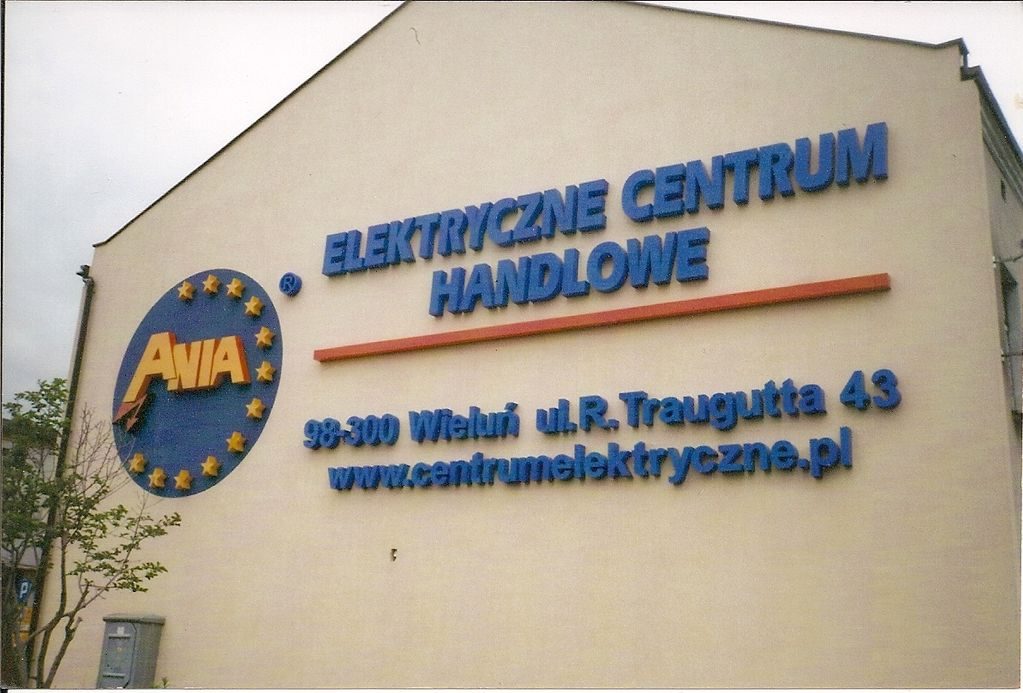 ELEKTRYCZNE CENTRUM
HANDLOWE
ANIA
R
98-300 Wieluń ul. R. Traugutta 43
www.centrumelektryczne.pl
P